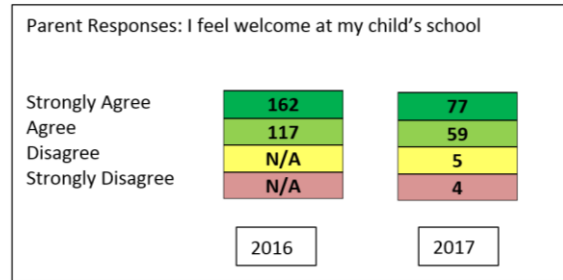 Parent Responses: I feel welcome at my child's school
Strongly Agree 162 77
Agree 117 59
Disagree N/A 5
Strongly Disagree N/A 4
2016 2017